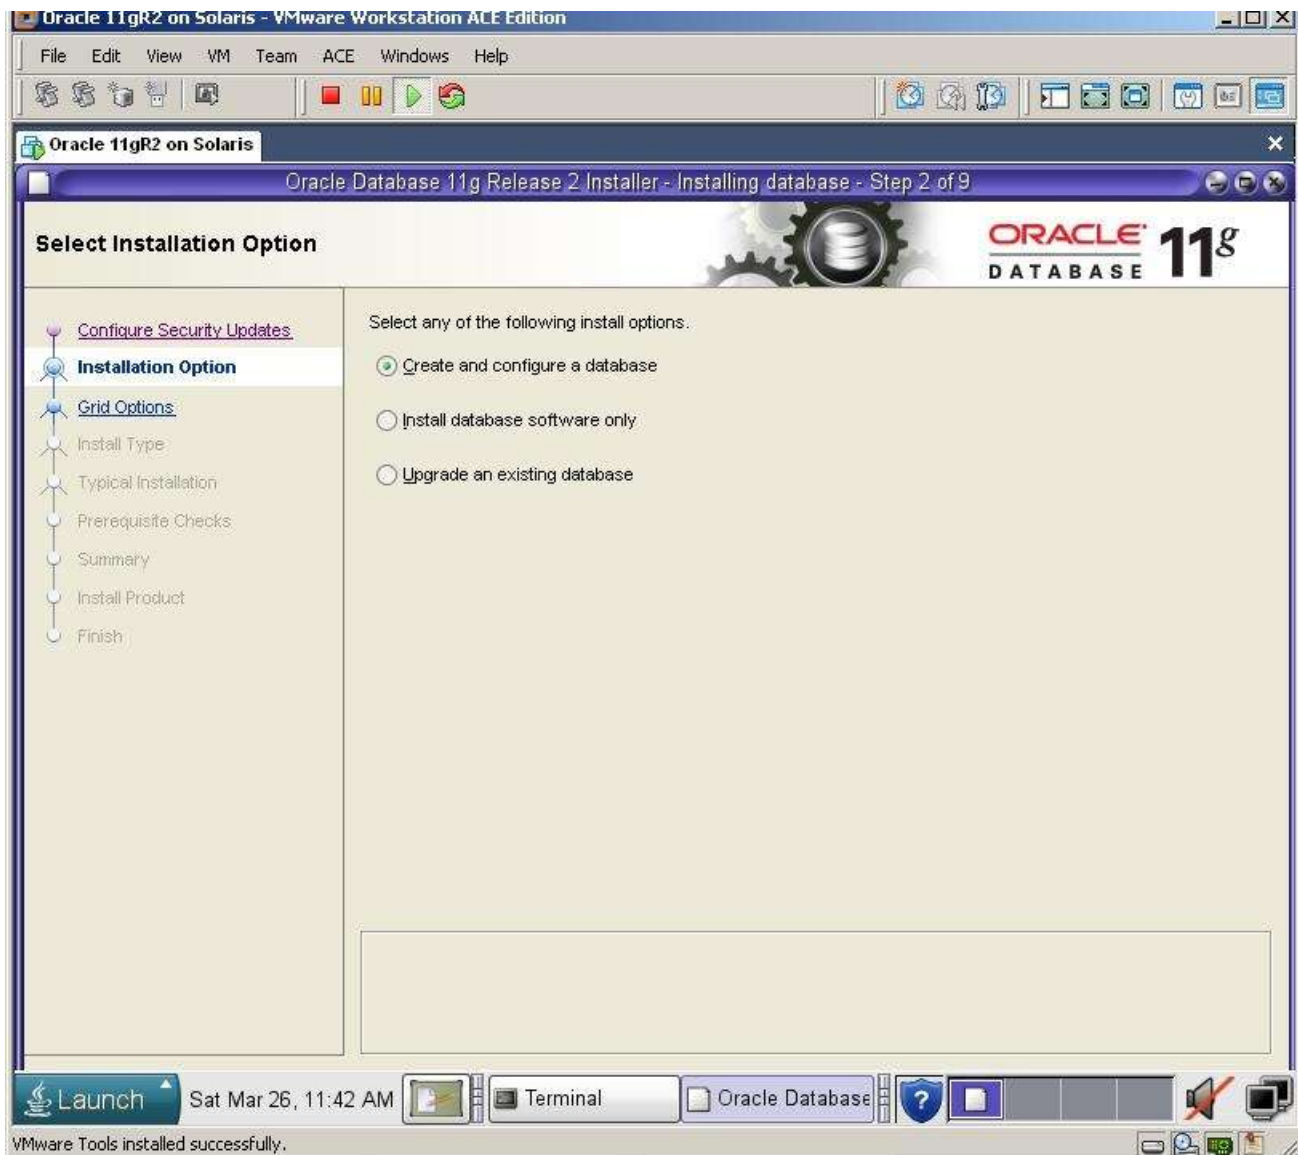 Oracle 11gR2 on Solaris - VMware Workstation ACE Edition
File Edit View VM Team ACE Windows Help
Oracle 11gR2 on Solaris
Oracle Database 11g Release 2 Installer - Installing database - Step 2 of 9
Select Installation Option
ORACLE 11g
DATABASE
Configure Security Updates
Installation Option
Grid Options
Install Type
Typical Installation
Prerequisite Checks
Summary
Install Product
Finish
Select any of the following install options.
Create and configure a database
Install database software only
Upgrade an existing database
Launch Sat Mar 26, 11:42 AM Terminal Oracle Database
VMware Tools installed successfully.